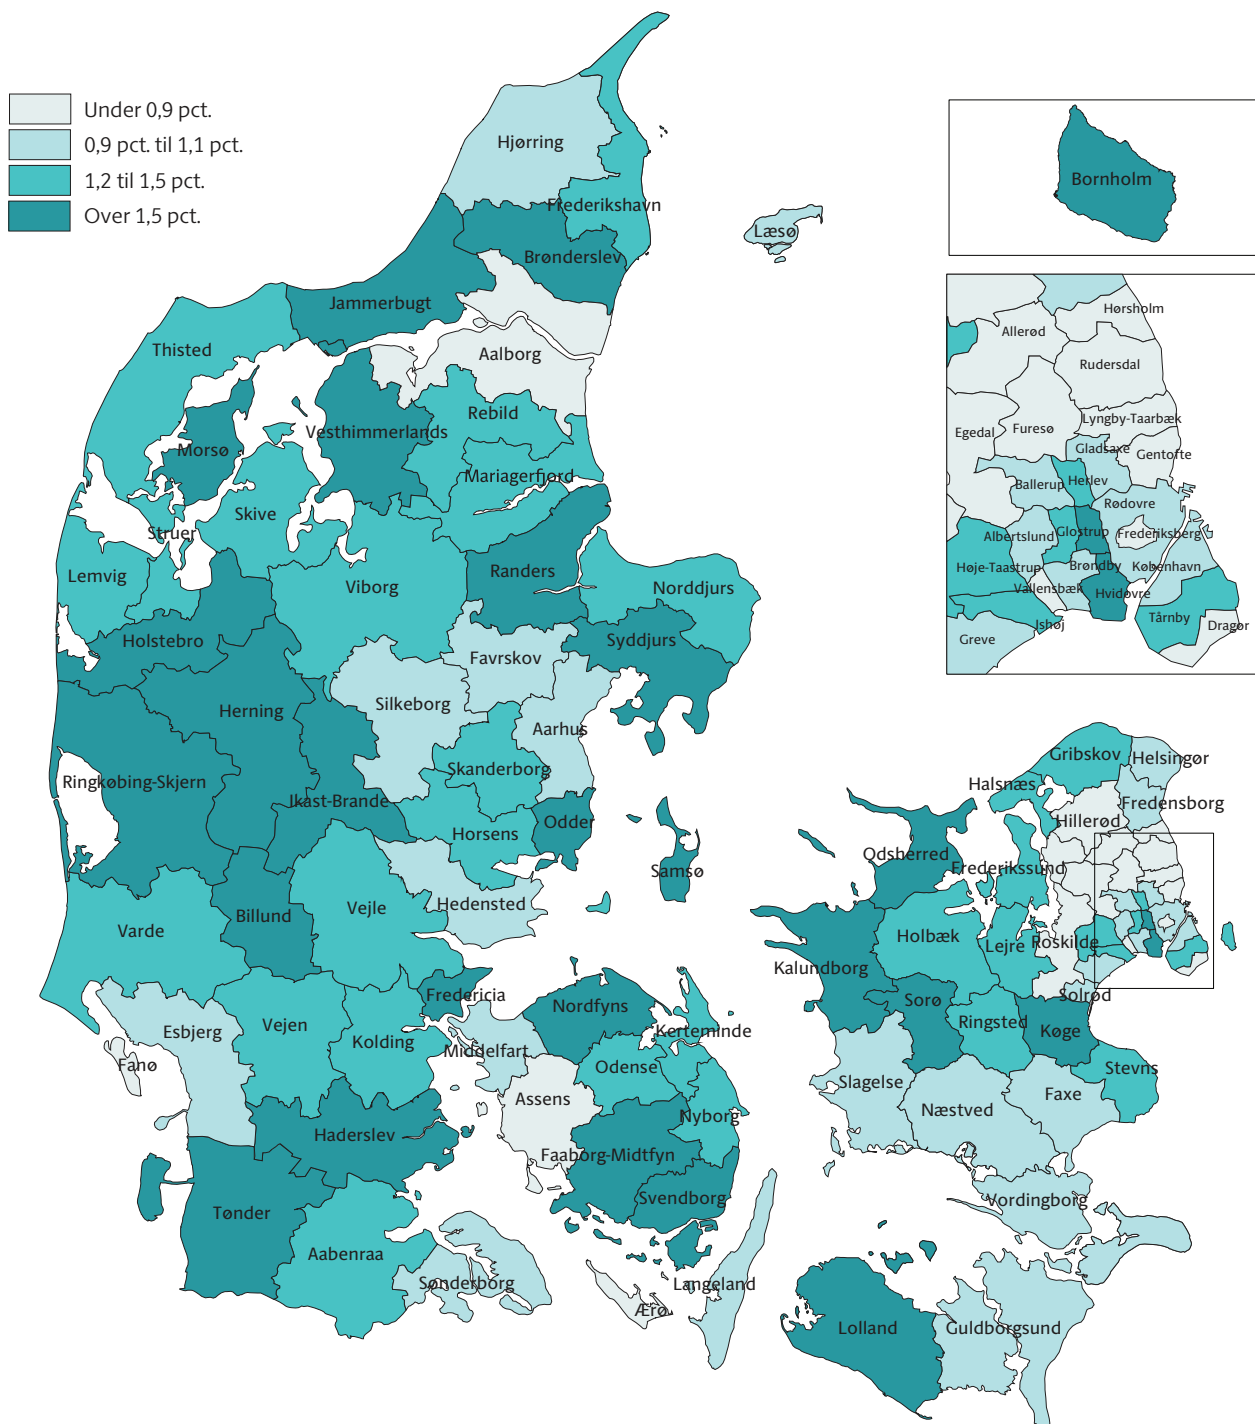 Under 0,9 pct.
0,9 pct. til 1,1 pct.
1,2 til 1,5 pct.
Over 1,5 pct.
Hjørring
Frederikshavn
Læsø
Brønderslev
Jammerbugt
Aalborg
Thisted
Rebild
Vesthimmerlands
Morsø
Mariagerfjord
Skive
Struer
Lemvig
Viborg
Randers
Norddjurs
Holstebro
Syddjurs
Favrskov
Silkeborg
Herning
Aarhus
Skanderborg
Ringkøbing-Skjern
Ikast-Brande
Odder
Horsens
Samsø
Hedensted
Billund
Vejle
Varde
Fredericia
Nordfyns
Esbjerg
Vejen
Kolding
Kerteminde
Middelfart
Fanø
Odense
Assens
Nyborg
Haderslev
Faaborg-Midtfyn
Svendborg
Tønder
Aabenraa
Sønderborg
Langeland
Ærø
Bornholm
Hørsholm
Allerød
Rudersdal
Lyngby-Taarbæk
Furesø
Egedal
Gladsaxe
Gentofte
Herlev
Ballerup
Rødovre
Glostrup
Frederiksberg
Albertslund
Høje-Taastrup
Brøndby
København
Vallensbæk
Hvidovre
Tårnby
Ishøj
Dragør
Greve
Gribskov
Helsingør
Halsnæs
Fredensborg
Hillerød
Odsherred
Frederikssund
Holbæk
Lejre
Roskilde
Kalundborg
Solrød
Sorø
Ringsted
Køge
Stevns
Slagelse
Næstved
Faxe
Vordingborg
Lolland
Guldborgsund